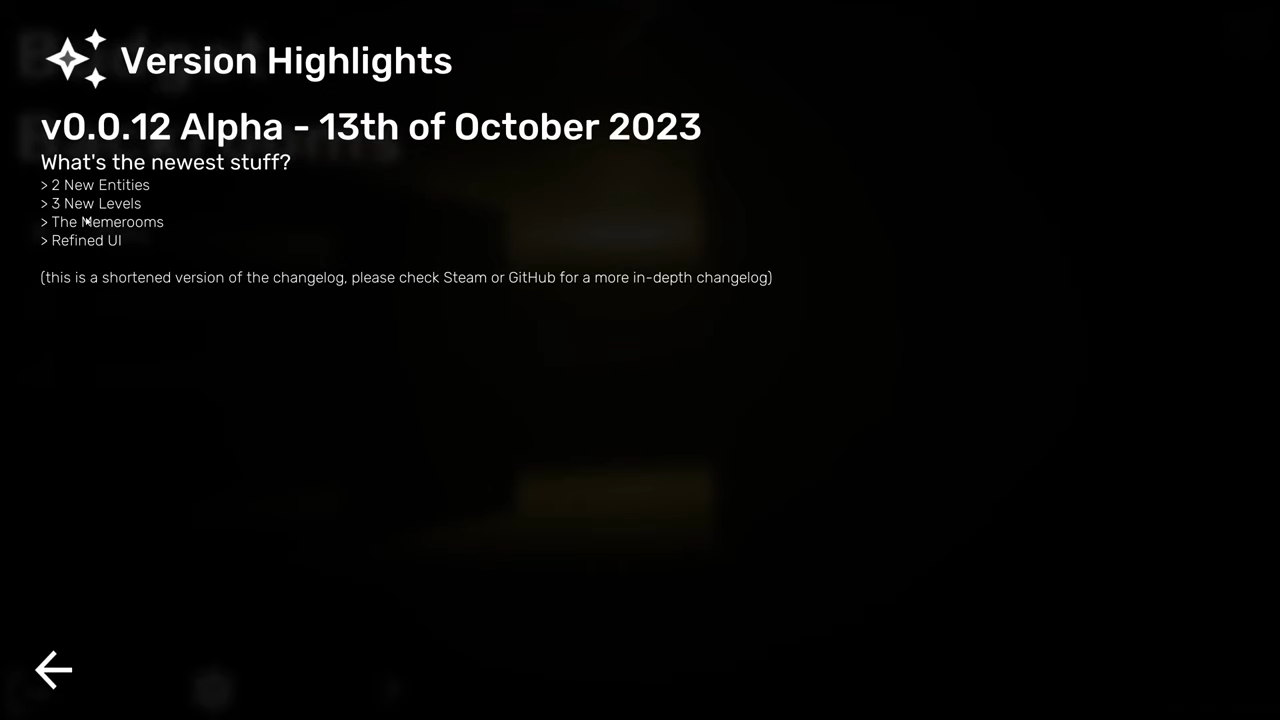 Version Highlights
v0.0.12 Alpha - 13th of October 2023
What's the newest stuff?
> 2 New Entities
> 3 New Levels
> The Memerooms
> Refined UI
(this is a shortened version of the changelog, please check Steam or GitHub for a more in-depth changelog)